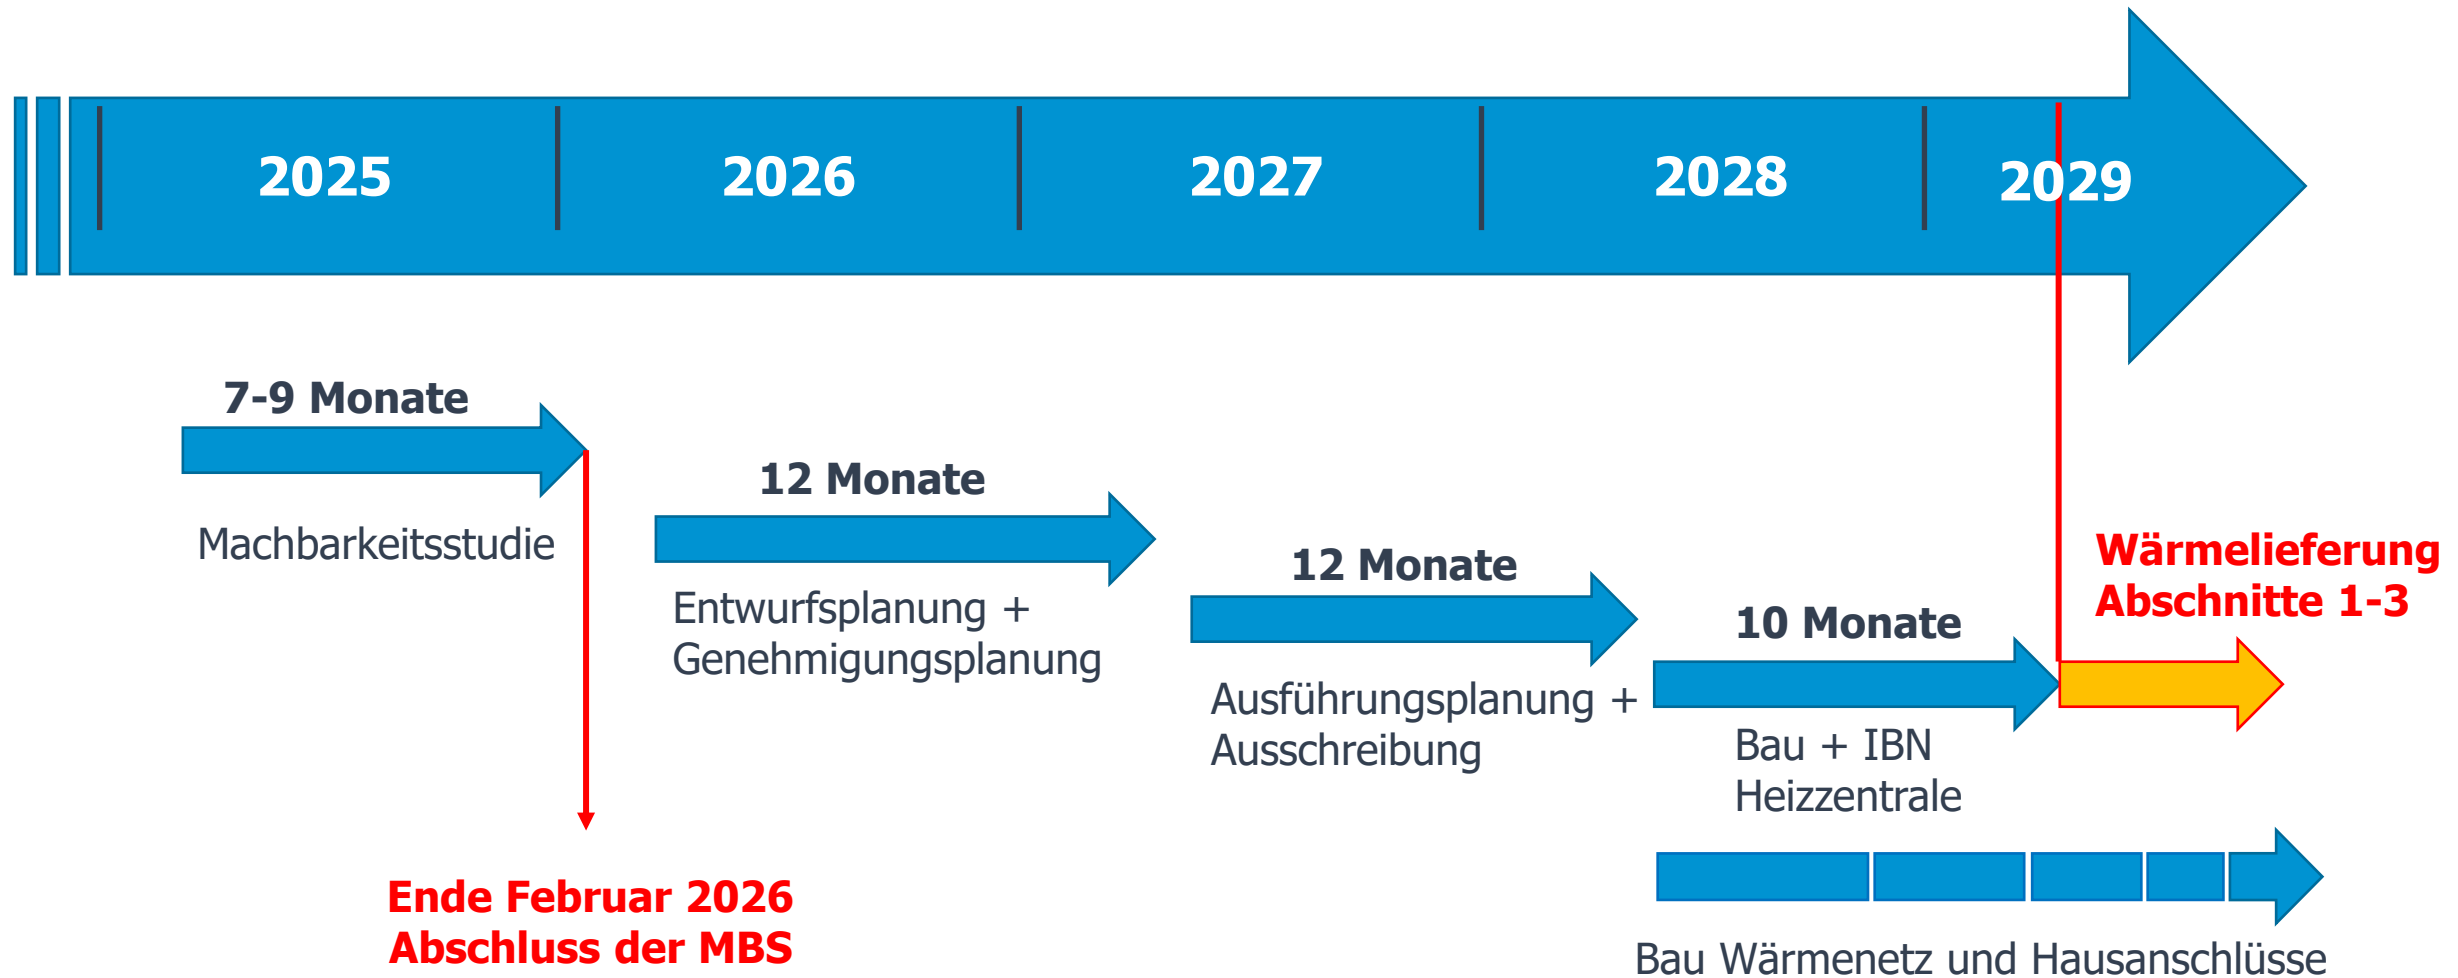 2025
2026
2027
2028
2029
7-9 Monate
Machbarkeitsstudie
12 Monate
Entwurfsplanung +
Genehmigungsplanung
12 Monate
Ausführungsplanung +
Ausschreibung
10 Monate
Bau + IBN
Heizzentrale
Wärmelieferung
Abschnitte 1-3
Ende Februar 2026
Abschluss der MBS
Bau Wärmenetz und Hausanschlüsse